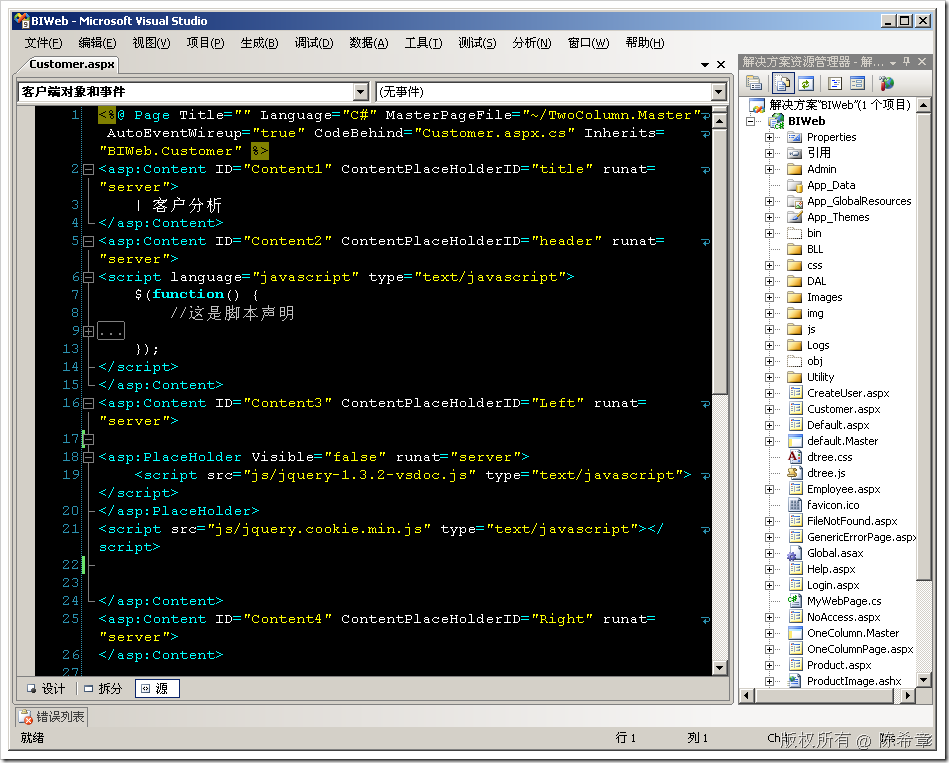 BIWeb - Microsoft Visual Studio
文件(F) 编辑(E) 视图(V) 项目(P) 生成(B) 调试(D) 数据(A) 工具(T) 测试(S) 分析(N) 窗口(W) 帮助(H)
Customer.aspx
客户端对象和事件 (无事件)
1 <%@ Page Title="" Language="C#" MasterPageFile="~/TwoColumn.Master"
AutoEventWireup="true" CodeBehind="Customer.aspx.cs" Inherits=
"BIWeb.Customer" %>
2 <asp:Content ID="Content1" ContentPlaceHolderID="title" runat=
"server">
3 | 客户分析
4 </asp:Content>
5 <asp:Content ID="Content2" ContentPlaceHolderID="header" runat=
"server">
6 <script language="javascript" type="text/javascript">
7 $(function() {
8 //这是脚本声明
9 ...
13 });
14 </script>
15 </asp:Content>
16 <asp:Content ID="Content3" ContentPlaceHolderID="Left" runat=
"server">
17
18 <asp:PlaceHolder Visible="false" runat="server">
19 <script src="js/jquery-1.3.2-vsdoc.js" type="text/javascript">
</script>
20 </asp:PlaceHolder>
21 <script src="js/jquery.cookie.min.js" type="text/javascript"></
script>
22
23
24 </asp:Content>
25 <asp:Content ID="Content4" ContentPlaceHolderID="Right" runat=
"server">
26 </asp:Content>
27
设计 拆分 源
解决方案资源管理器 - 解...
解决方案"BIWeb"(1 个项目)
BIWeb
Properties
引用
Admin
App_Data
App_GlobalResources
App_Themes
bin
BLL
css
DAL
Images
img
js
Logs
obj
Utility
CreateUser.aspx
Customer.aspx
Default.aspx
default.Master
dtree.css
dtree.js
Employee.aspx
favicon.ico
FileNotFound.aspx
GenericErrorPage.aspx
Global.asax
Help.aspx
Login.aspx
MyWebPage.cs
NoAccess.aspx
OneColumn.Master
OneColumnPage.aspx
Product.aspx
ProductImage.ashx
错误列表
就绪 行 1 列 1 Ch
版权所有 @ 陈希章